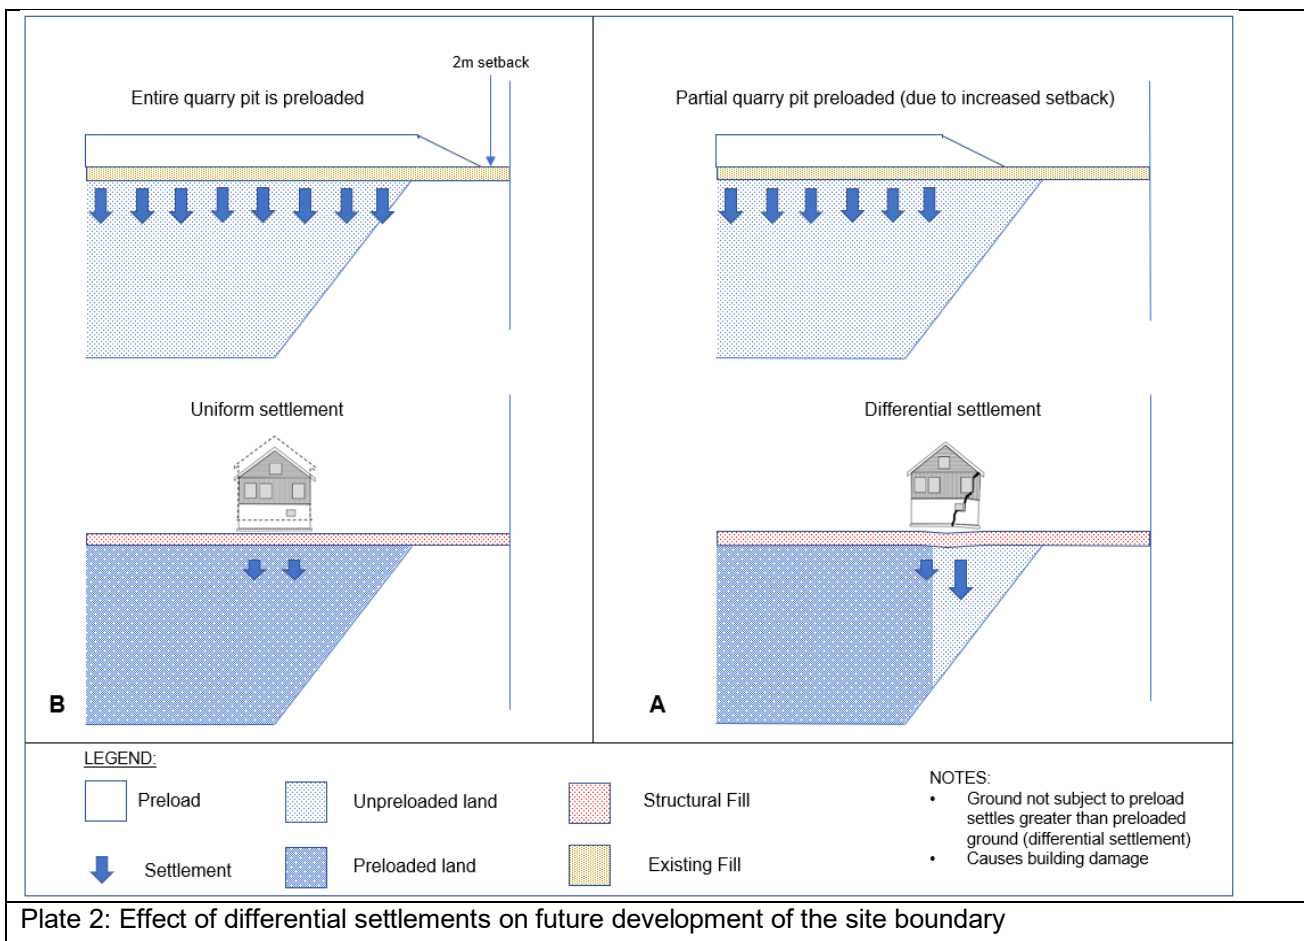 2m setback
Entire quarry pit is preloaded
Partial quarry pit preloaded (due to increased setback)
Uniform settlement
Differential settlement
B
A
LEGEND:
Preload
Unpreloaded land
Structural Fill
Settlement
Preloaded land
Existing Fill
NOTES:
• Ground not subject to preload
settles greater than preloaded
ground (differential settlement)
• Causes building damage
Plate 2: Effect of differential settlements on future development of the site boundary